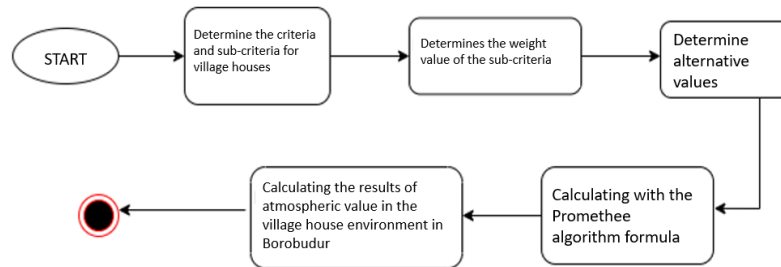 START
Determine the criteria
and sub-criteria for
village houses
Determines the weight
value of the sub-criteria
Determine
alternative
values
Calculating with the
Promethee
algorithm formula
Calculating the results of
atmospheric value in the
village house environment in
Borobudur